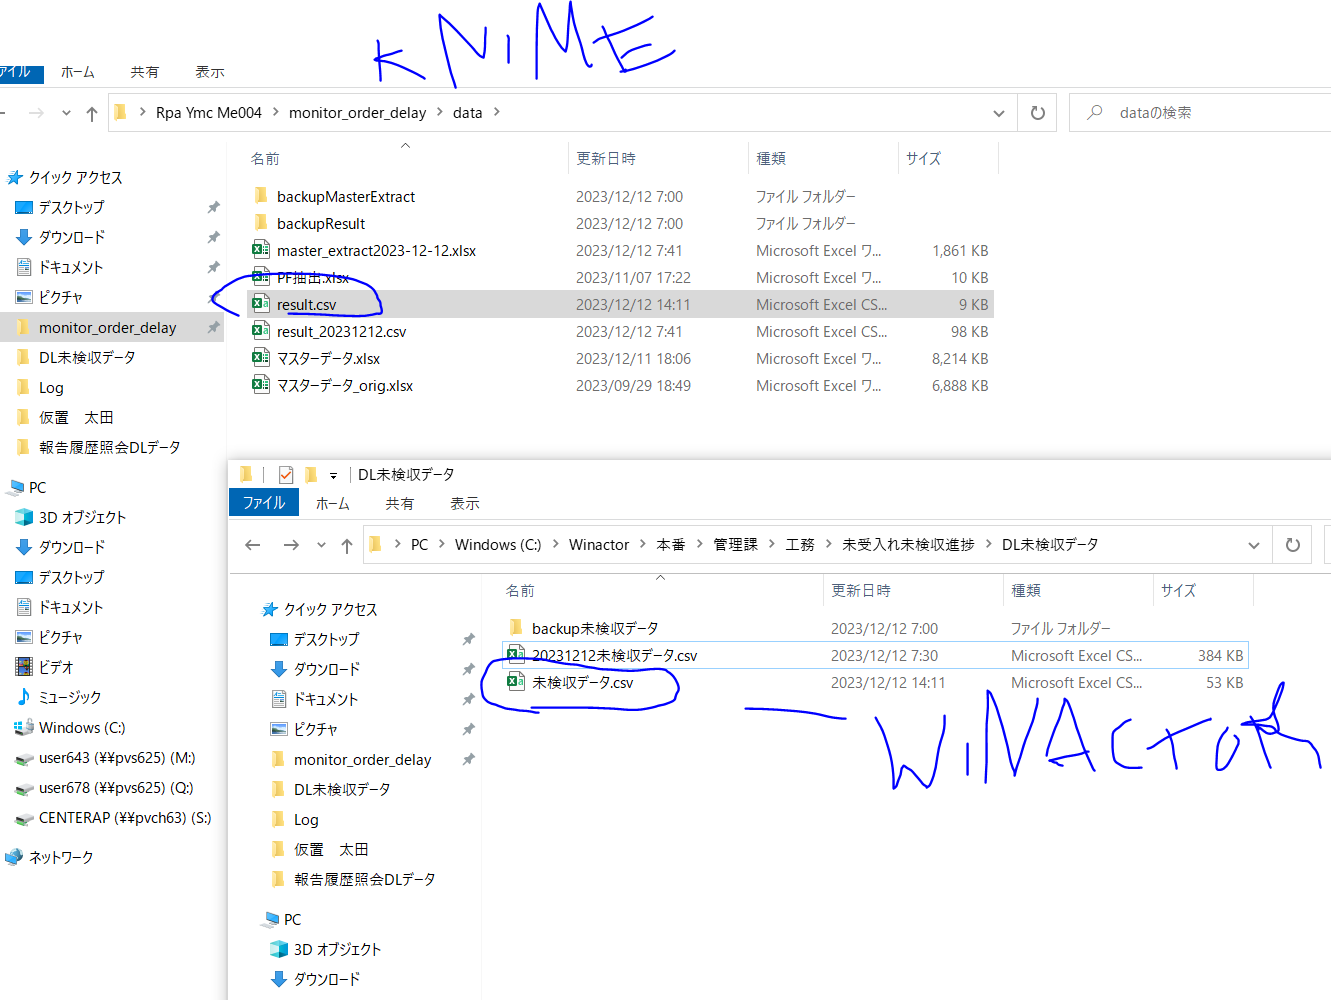 KNiME
ァイル ホーム 共有 表示
Rpa Ymc Me004 > monitor_order_delay > data > dataの検索
名前 更新日時 種類 サイズ
クイック アクセス
デスクトップ
ダウンロード
ドキュメント
ピクチャ
monitor_order_delay
DL未検収データ
Log
仮置 太田
報告履歴照会DLデータ
PC
3D オブジェクト
ダウンロード
デスクトップ
ドキュメント
ピクチャ
ビデオ
ミュージック
Windows (C:)
user643 (¥¥pvs625) (M:)
user678 (¥¥pvs625) (Q:)
CENTERAP (¥¥pvch63) (S:)
ネットワーク
backupMasterExtract 2023/12/12 7:00 ファイル フォルダー
backupResult 2023/12/12 7:00 ファイル フォルダー
master_extract2023-12-12.xlsx 2023/12/12 7:41 Microsoft Excel ワ... 1,861 KB
PF抽出.xlsx 2023/11/07 17:22 Microsoft Excel ワ... 10 KB
result.csv 2023/12/12 14:11 Microsoft Excel CS... 9 KB
result_20231212.csv 2023/12/12 7:41 Microsoft Excel CS... 98 KB
マスターデータ.xlsx 2023/12/11 18:06 Microsoft Excel ワ... 8,214 KB
マスターデータ_orig.xlsx 2023/09/29 18:49 Microsoft Excel ワ... 6,888 KB
DL未検収データ
ファイル ホーム 共有 表示
PC > Windows (C:) > Winactor > 本番 > 管理課 > 工務 > 未受入れ未検収進捗 > DL未検収データ
名前 更新日時 種類 サイズ
クイック アクセス
デスクトップ
ダウンロード
ドキュメント
ピクチャ
monitor_order_delay
DL未検収データ
Log
仮置 太田
報告履歴照会DLデータ
PC
3D オブジェクト
ダウンロード
backup未検収データ 2023/12/12 7:00 ファイル フォルダー
20231212未検収データ.csv 2023/12/12 7:30 Microsoft Excel CS... 384 KB
未検収データ.csv 2023/12/12 14:11 Microsoft Excel CS... 53 KB
WiNACTOR